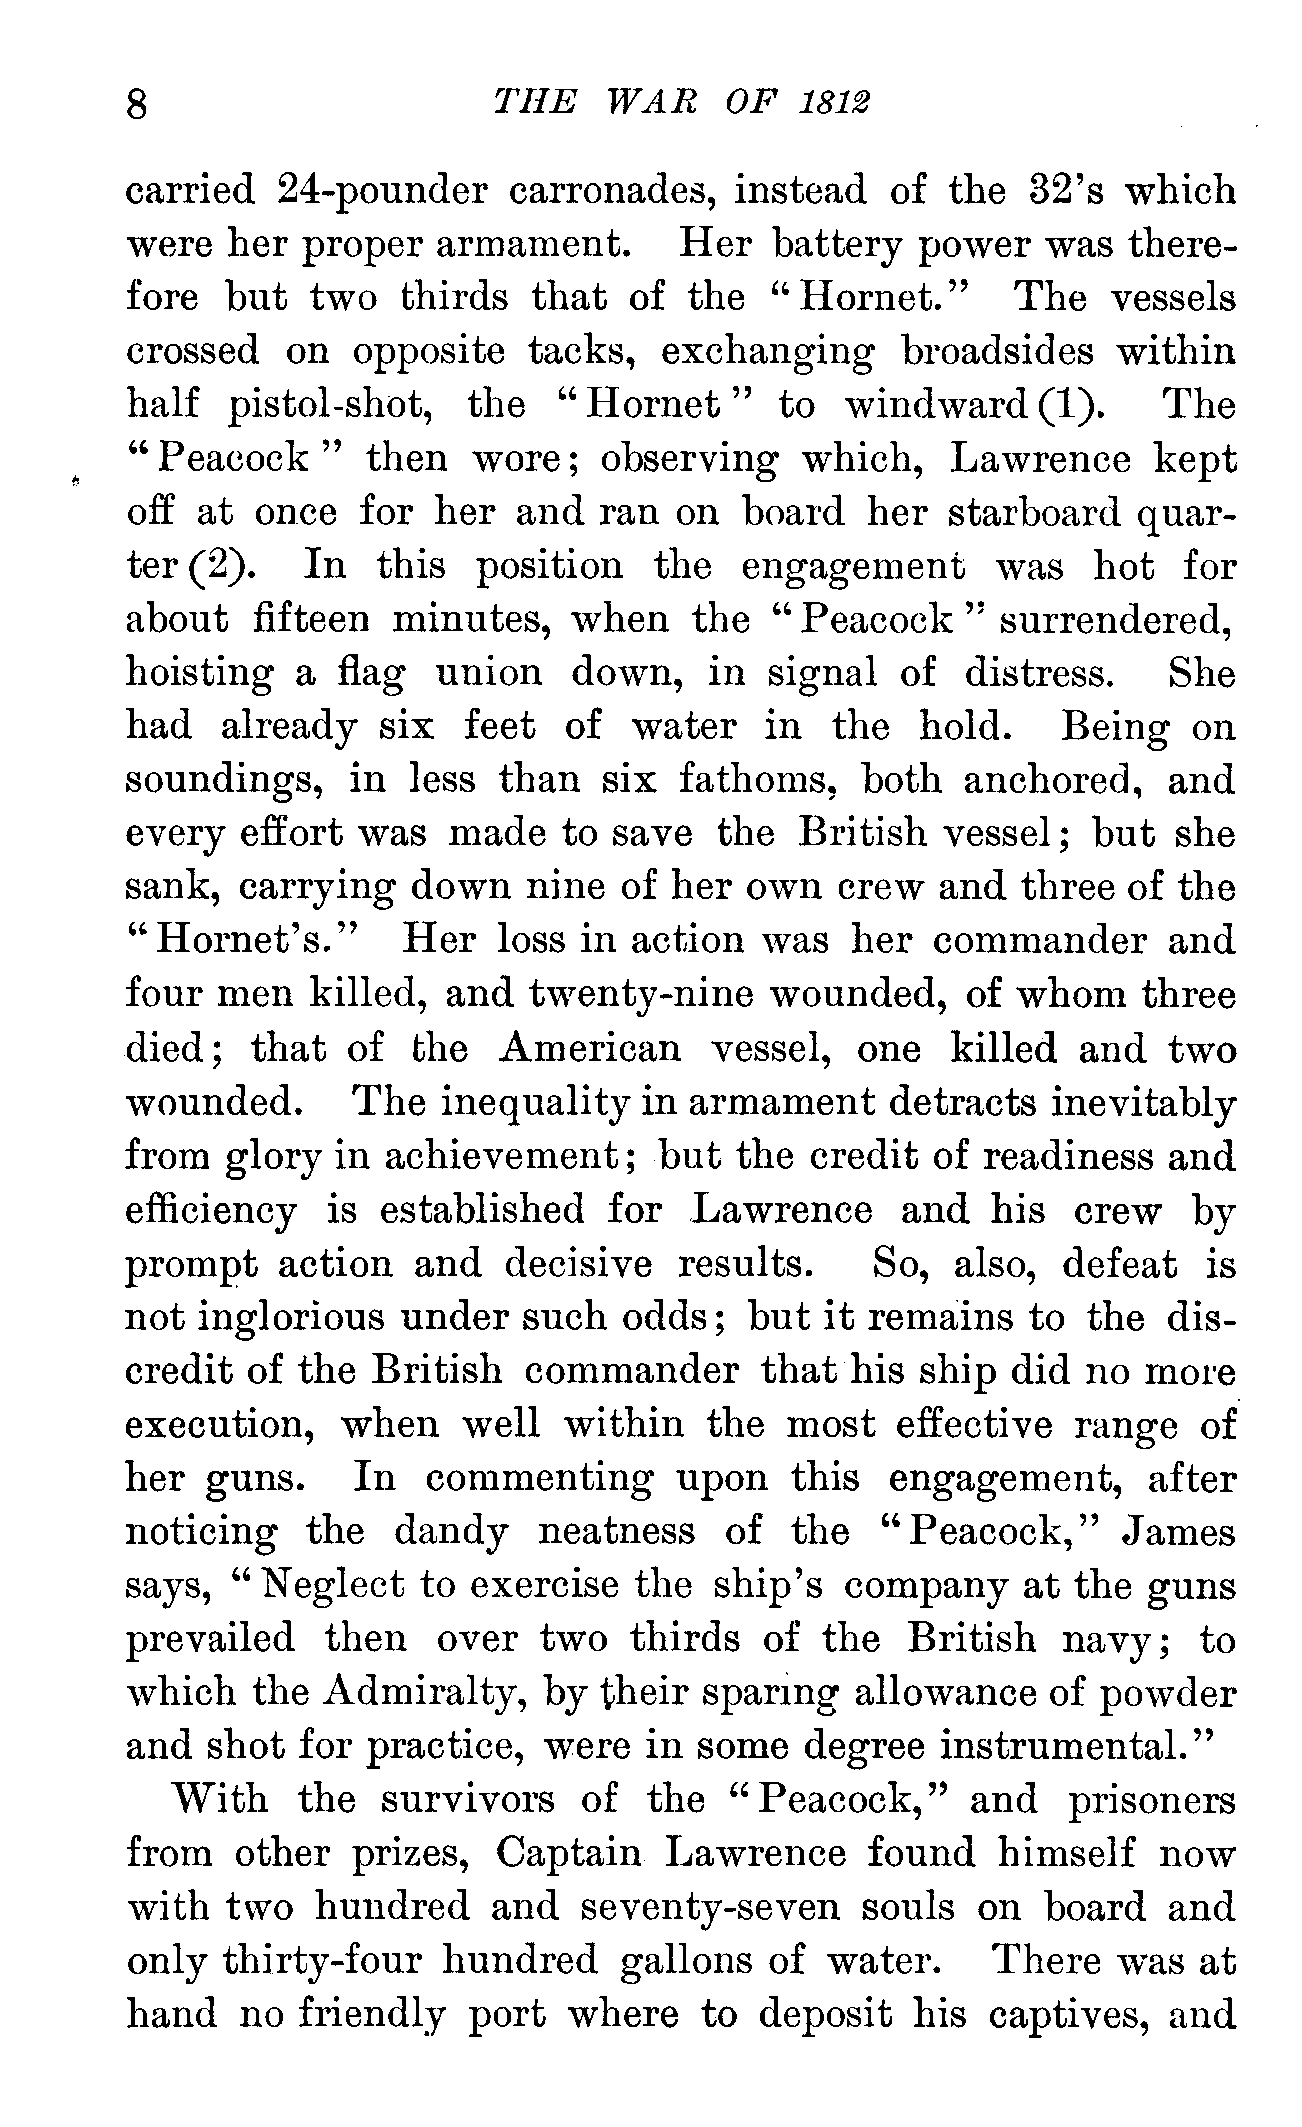 8 THE WAR OF 1812
carried 24-pounder carronades, instead of the 32's which
were her proper armament. Her battery power was there-
fore but two thirds that of the “Hornet.” The vessels
crossed on opposite tacks, exchanging broadsides within
half pistol-shot, the “Hornet” to windward (1). The
“Peacock” then wore; observing which, Lawrence kept
off at once for her and ran on board her starboard quar-
ter (2). In this position the engagement was hot for
about fifteen minutes, when the “Peacock” surrendered,
hoisting a flag union down, in signal of distress. She
had already six feet of water in the hold. Being on
soundings, in less than six fathoms, both anchored, and
every effort was made to save the British vessel; but she
sank, carrying down nine of her own crew and three of the
“Hornet's.” Her loss in action was her commander and
four men killed, and twenty-nine wounded, of whom three
died; that of the American vessel, one killed and two
wounded. The inequality in armament detracts inevitably
from glory in achievement; but the credit of readiness and
efficiency is established for Lawrence and his crew by
prompt action and decisive results. So, also, defeat is
not inglorious under such odds; but it remains to the dis-
credit of the British commander that his ship did no more
execution, when well within the most effective range of
her guns. In commenting upon this engagement, after
noticing the dandy neatness of the “Peacock,” James
says, “Neglect to exercise the ship's company at the guns
prevailed then over two thirds of the British navy; to
which the Admiralty, by their sparing allowance of powder
and shot for practice, were in some degree instrumental.”
With the survivors of the “Peacock,” and prisoners
from other prizes, Captain Lawrence found himself now
with two hundred and seventy-seven souls on board and
only thirty-four hundred gallons of water. There was at
hand no friendly port where to deposit his captives, and